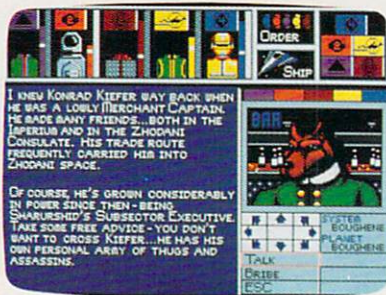 ORDER
SHIP
I KNEW KONRAD KIEFER WAY BACK WHEN
HE WAS A LOWLY MERCHANT CAPTAIN.
HE MADE MANY FRIENDS...BOTH IN THE
IMPERIUM AND IN THE ZHODANI
CONSULATE. HIS TRADE ROUTE
FREQUENTLY CARRIED HIM INTO
ZHODANI SPACE.
OF COURSE, HE'S GROWN CONSIDERABLY
IN POWER SINCE THEN - BEING
SHARURSHID'S SUBSECTOR EXECUTIVE.
TAKE SOME FREE ADVICE - YOU DON'T
WANT TO CROSS KIEFER...HE HAS HIS
OWN PERSONAL ARMY OF THUGS AND
ASSASSINS.
BAR
SYSTEM
BOUGHENE
PLANET
BOUGHENE
TALK
BRIBE
ESC